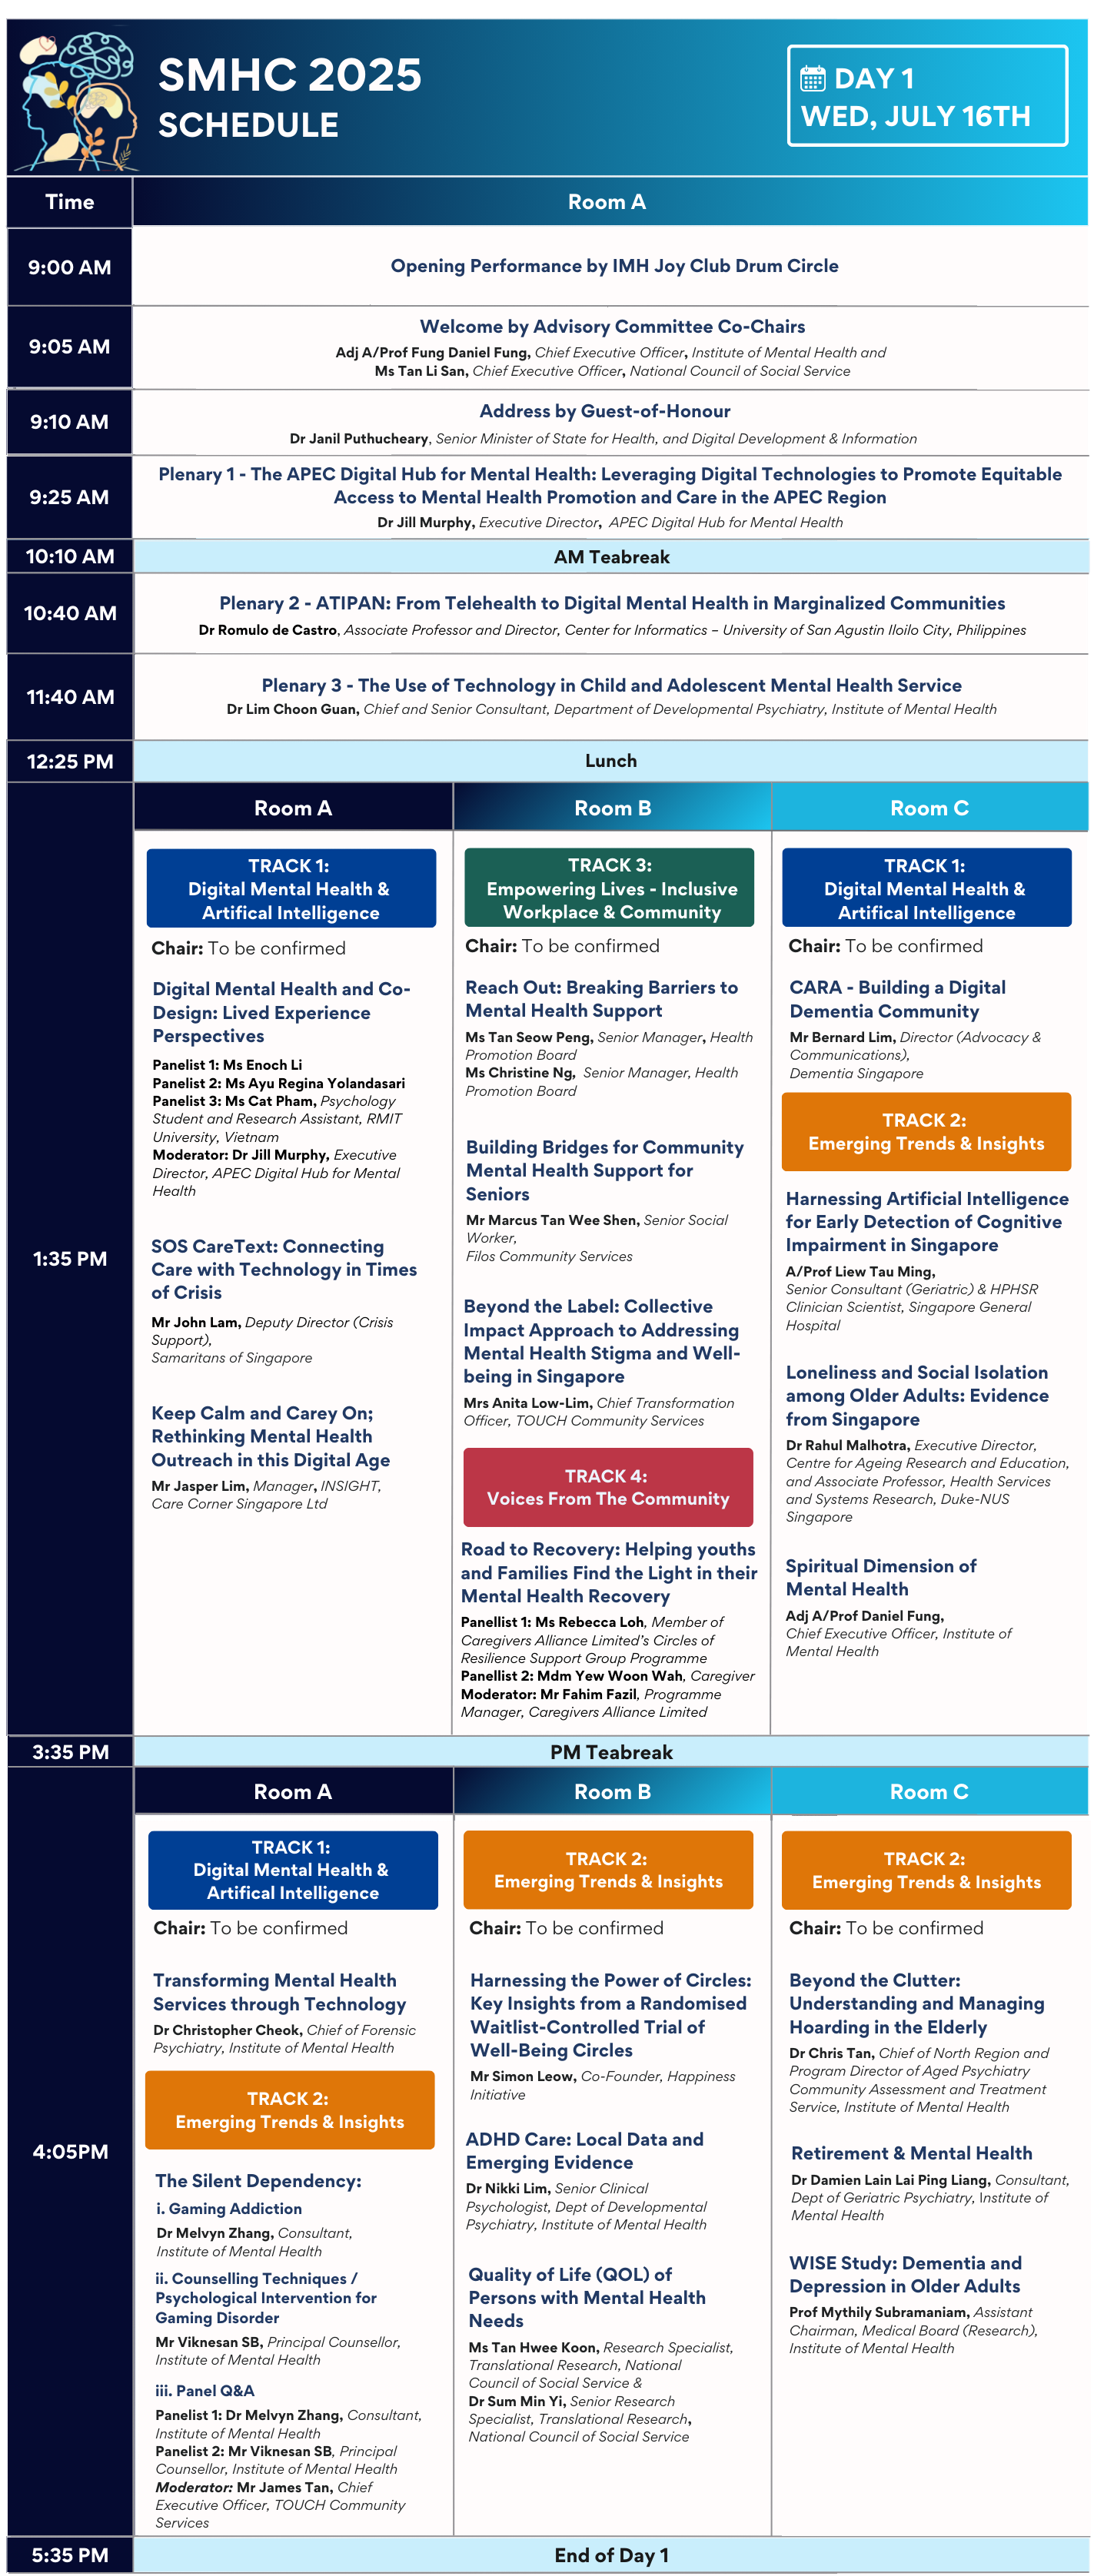 SMHC 2025
SCHEDULE
DAY 1
WED, JULY 16TH
Time
Room A
9:00 AM
Opening Performance by IMH Joy Club Drum Circle
9:05 AM
Welcome by Advisory Committee Co-Chairs
Adj A/Prof Fung Daniel Fung, Chief Executive Officer, Institute of Mental Health and
Ms Tan Li San, Chief Executive Officer, National Council of Social Service
9:10 AM
Address by Guest-of-Honour
Dr Janil Puthucheary, Senior Minister of State for Health, and Digital Development & Information
9:25 AM
Plenary 1 - The APEC Digital Hub for Mental Health: Leveraging Digital Technologies to Promote Equitable
Access to Mental Health Promotion and Care in the APEC Region
Dr Jill Murphy, Executive Director, APEC Digital Hub for Mental Health
10:10 AM
AM Teabreak
10:40 AM
Plenary 2 - ATIPAN: From Telehealth to Digital Mental Health in Marginalized Communities
Dr Romulo de Castro, Associate Professor and Director, Center for Informatics – University of San Agustin Iloilo City, Philippines
11:40 AM
Plenary 3 - The Use of Technology in Child and Adolescent Mental Health Service
Dr Lim Choon Guan, Chief and Senior Consultant, Department of Developmental Psychiatry, Institute of Mental Health
12:25 PM
Lunch
1:35 PM
Room A
TRACK 1:
Digital Mental Health &
Artifical Intelligence
Chair: To be confirmed
Digital Mental Health and Co-
Design: Lived Experience
Perspectives
Panelist 1: Ms Enoch Li
Panelist 2: Ms Ayu Regina Yolandasari
Panelist 3: Ms Cat Pham, Psychology
Student and Research Assistant, RMIT
University, Vietnam
Moderator: Dr Jill Murphy, Executive
Director, APEC Digital Hub for Mental
Health
SOS CareText: Connecting
Care with Technology in Times
of Crisis
Mr John Lam, Deputy Director (Crisis
Support),
Samaritans of Singapore
Keep Calm and Carey On;
Rethinking Mental Health
Outreach in this Digital Age
Mr Jasper Lim, Manager, INSIGHT,
Care Corner Singapore Ltd
Room B
TRACK 3:
Empowering Lives - Inclusive
Workplace & Community
Chair: To be confirmed
Reach Out: Breaking Barriers to
Mental Health Support
Ms Tan Seow Peng, Senior Manager, Health
Promotion Board
Ms Christine Ng, Senior Manager, Health
Promotion Board
Building Bridges for Community
Mental Health Support for
Seniors
Mr Marcus Tan Wee Shen, Senior Social
Worker,
Filos Community Services
Beyond the Label: Collective
Impact Approach to Addressing
Mental Health Stigma and Well-
being in Singapore
Mrs Anita Low-Lim, Chief Transformation
Officer, TOUCH Community Services
TRACK 4:
Voices From The Community
Road to Recovery: Helping youths
and Families Find the Light in their
Mental Health Recovery
Panellist 1: Ms Rebecca Loh, Member of
Caregivers Alliance Limited's Circles of
Resilience Support Group Programme
Panellist 2: Mdm Yew Woon Wah, Caregiver
Moderator: Mr Fahim Fazil, Programme
Manager, Caregivers Alliance Limited
Room C
TRACK 1:
Digital Mental Health &
Artifical Intelligence
Chair: To be confirmed
CARA - Building a Digital
Dementia Community
Mr Bernard Lim, Director (Advocacy &
Communications),
Dementia Singapore
TRACK 2:
Emerging Trends & Insights
Harnessing Artificial Intelligence
for Early Detection of Cognitive
Impairment in Singapore
A/Prof Liew Tau Ming,
Senior Consultant (Geriatric) & HPHSR
Clinician Scientist, Singapore General
Hospital
Loneliness and Social Isolation
among Older Adults: Evidence
from Singapore
Dr Rahul Malhotra, Executive Director,
Centre for Ageing Research and Education,
and Associate Professor, Health Services
and Systems Research, Duke-NUS
Singapore
Spiritual Dimension of
Mental Health
Adj A/Prof Daniel Fung,
Chief Executive Officer, Institute of
Mental Health
3:35 PM
PM Teabreak
4:05PM
Room A
TRACK 1:
Digital Mental Health &
Artifical Intelligence
Chair: To be confirmed
Transforming Mental Health
Services through Technology
Dr Christopher Cheok, Chief of Forensic
Psychiatry, Institute of Mental Health
TRACK 2:
Emerging Trends & Insights
The Silent Dependency:
i. Gaming Addiction
Dr Melvyn Zhang, Consultant,
Institute of Mental Health
ii. Counselling Techniques /
Psychological Intervention for
Gaming Disorder
Mr Viknesan SB, Principal Counsellor,
Institute of Mental Health
iii. Panel Q&A
Panelist 1: Dr Melvyn Zhang, Consultant,
Institute of Mental Health
Panelist 2: Mr Viknesan SB, Principal
Counsellor, Institute of Mental Health
Moderator: Mr James Tan, Chief
Executive Officer, TOUCH Community
Services
Room B
TRACK 2:
Emerging Trends & Insights
Chair: To be confirmed
Harnessing the Power of Circles:
Key Insights from a Randomised
Waitlist-Controlled Trial of
Well-Being Circles
Mr Simon Leow, Co-Founder, Happiness
Initiative
ADHD Care: Local Data and
Emerging Evidence
Dr Nikki Lim, Senior Clinical
Psychologist, Dept of Developmental
Psychiatry, Institute of Mental Health
Quality of Life (QOL) of
Persons with Mental Health
Needs
Ms Tan Hwee Koon, Research Specialist,
Translational Research, National
Council of Social Service &
Dr Sum Min Yi, Senior Research
Specialist, Translational Research,
National Council of Social Service
Room C
TRACK 2:
Emerging Trends & Insights
Chair: To be confirmed
Beyond the Clutter:
Understanding and Managing
Hoarding in the Elderly
Dr Chris Tan, Chief of North Region and
Program Director of Aged Psychiatry
Community Assessment and Treatment
Service, Institute of Mental Health
Retirement & Mental Health
Dr Damien Lain Lai Ping Liang, Consultant,
Dept of Geriatric Psychiatry, Institute of
Mental Health
WISE Study: Dementia and
Depression in Older Adults
Prof Mythily Subramaniam, Assistant
Chairman, Medical Board (Research),
Institute of Mental Health
5:35 PM
End of Day 1